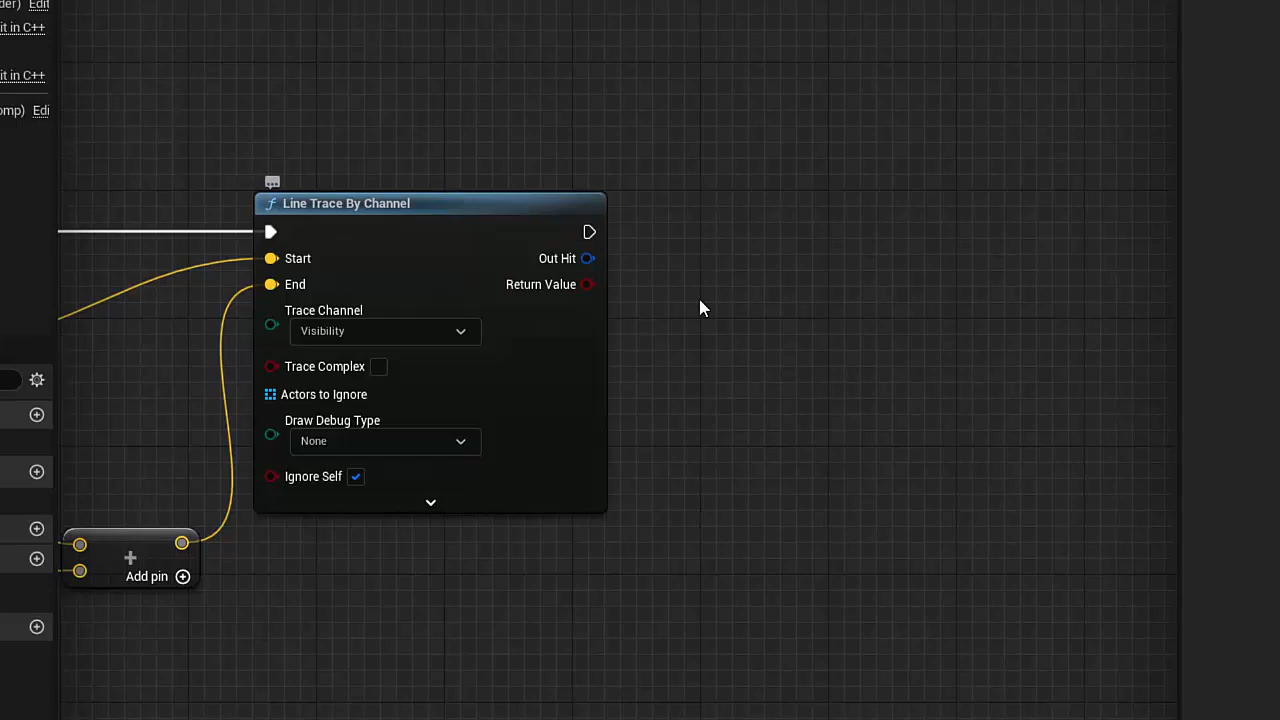 der) Edit
it in C++
it in C++
omp) Edi
Line Trace By Channel
Start
Out Hit
End
Return Value
Trace Channel
Visibility
Trace Complex
Actors to Ignore
Draw Debug Type
None
Ignore Self
Add pin